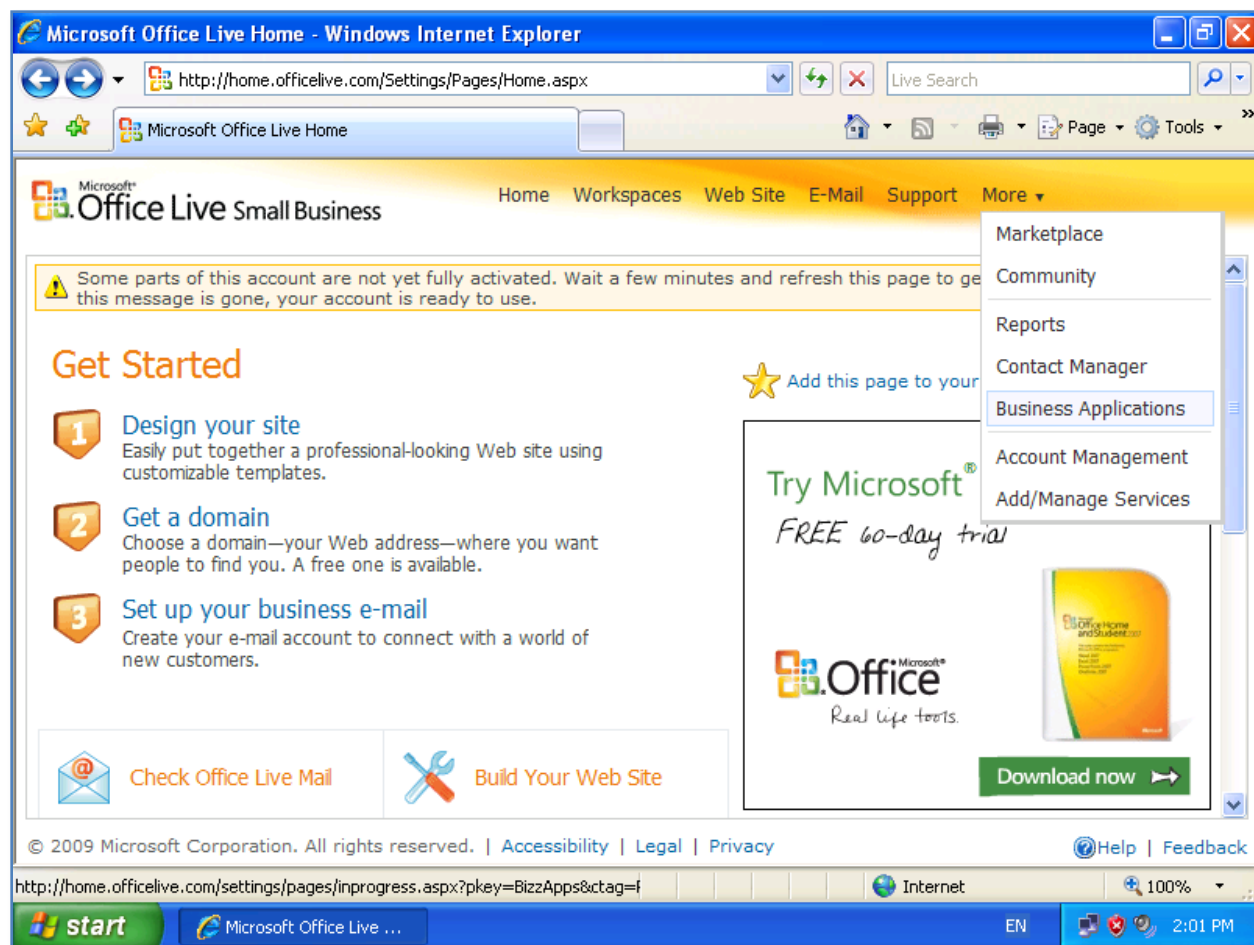 Microsoft Office Live Home - Windows Internet Explorer
http://home.officelive.com/Settings/Pages/Home.aspx
Live Search
Microsoft Office Live Home
Page
Tools
Microsoft®
Office Live Small Business
Home Workspaces Web Site E-Mail Support More
Marketplace
Community
Reports
Contact Manager
Business Applications
Account Management
Add/Manage Services
Some parts of this account are not yet fully activated. Wait a few minutes and refresh this page to ge
this message is gone, your account is ready to use.
Get Started
Add this page to your
1
Design your site
Easily put together a professional-looking Web site using
customizable templates.
2
Get a domain
Choose a domain—your Web address—where you want
people to find you. A free one is available.
3
Set up your business e-mail
Create your e-mail account to connect with a world of
new customers.
Try Microsoft®
FREE 60-day trial
Office Home
and Student 2007
Microsoft®
Office
Real life tools.
Download now
Check Office Live Mail
Build Your Web Site
© 2009 Microsoft Corporation. All rights reserved. | Accessibility | Legal | Privacy
Help | Feedback
http://home.officelive.com/settings/pages/inprogress.aspx?pkey=BizzApps&ctag=
Internet
100%
start
Microsoft Office Live ...
EN
2:01 PM